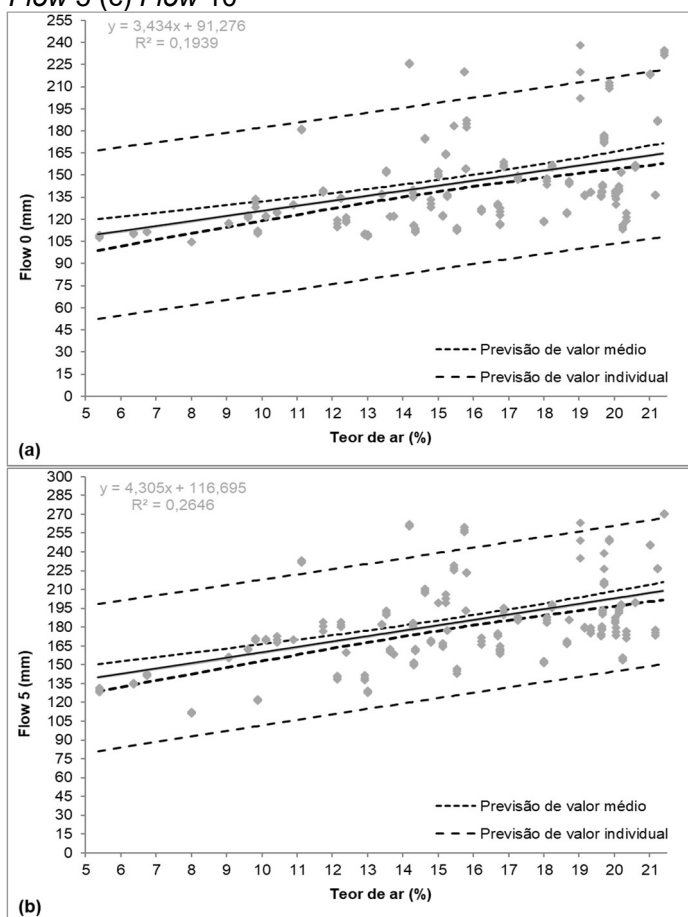 Flow 5 (c) Flow 10
y = 3,434x + 91,276
R² = 0,1939
255
240
225
210
195
180
165
150
135
120
105
90
75
60
45
30
15
0
Flow 0 (mm)
Previsão de valor médio
Previsão de valor individual
5 6 7 8 9 10 11 12 13 14 15 16 17 18 19 20 21
Teor de ar (%)
(a)
y = 4,305x + 116,695
R² = 0,2646
300
285
270
255
240
225
210
195
180
165
150
135
120
105
90
75
60
45
30
15
0
Flow 5 (mm)
Previsão de valor médio
Previsão de valor individual
5 6 7 8 9 10 11 12 13 14 15 16 17 18 19 20 21
Teor de ar (%)
(b)